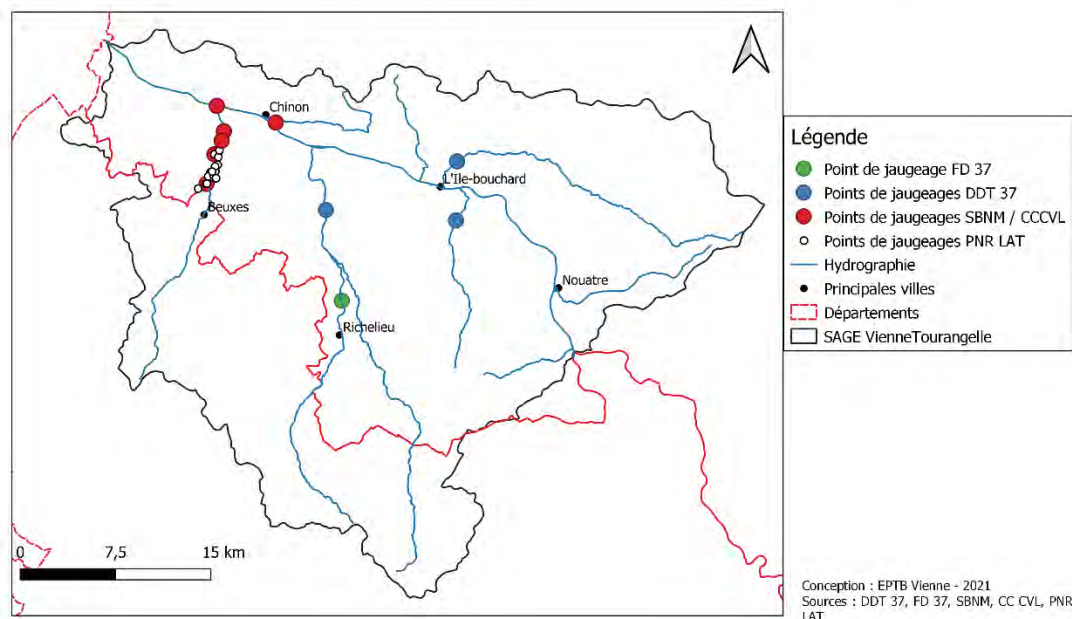 Chinon
L'Ile-bouchard
Beuxes
Nouatre
Richelieu
0 7,5 15 km
Légende
Point de jaugeage FD 37
Points de jaugeages DDT 37
Points de jaugeages SBNM / CCCVL
Points de jaugeages PNR LAT
Hydrographie
Principales villes
Départements
SAGE VienneTourangelle
Conception : EPTB Vienne - 2021
Sources : DDT 37, FD 37, SBNM, CC CVL, PNR
LAT